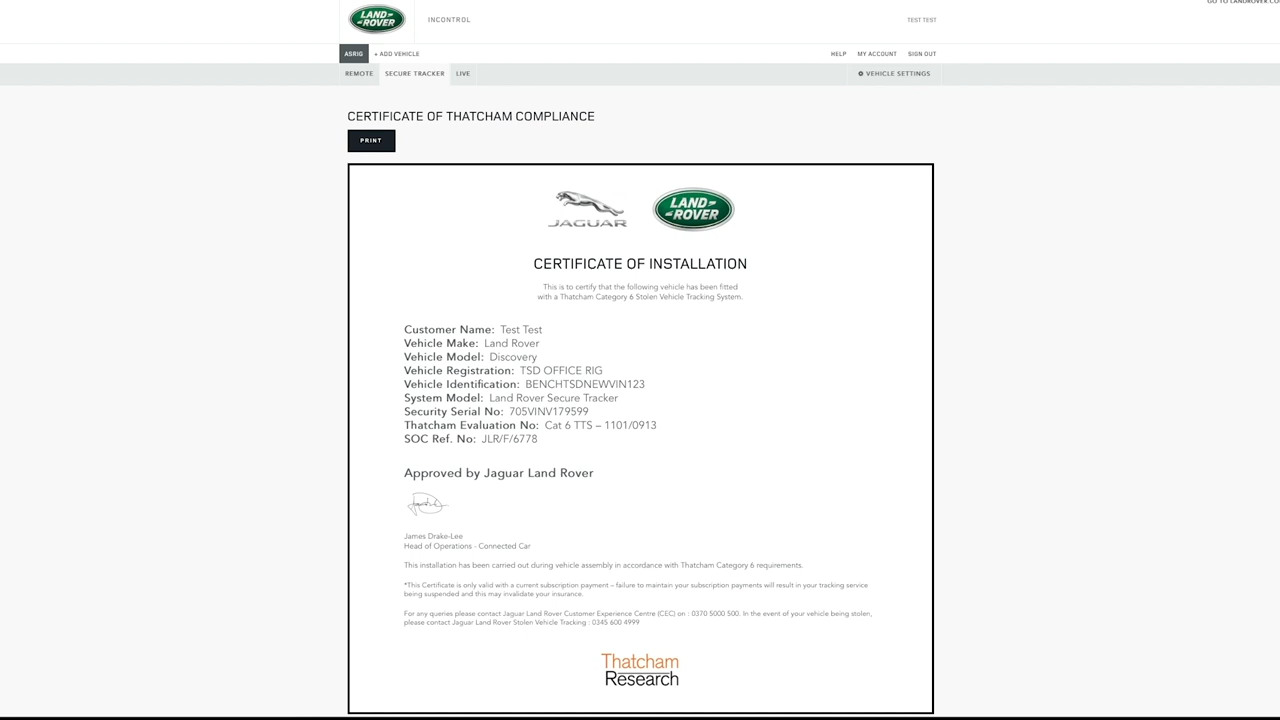 GO TO LANDROVER.CO
LAND ROVER
INCONTROL
TEST TEST
ASRIG
+ ADD VEHICLE
HELP
MY ACCOUNT
SIGN OUT
REMOTE
SECURE TRACKER
LIVE
VEHICLE SETTINGS
CERTIFICATE OF THATCHAM COMPLIANCE
PRINT
JAGUAR
LAND ROVER
CERTIFICATE OF INSTALLATION
This is to certify that the following vehicle has been fitted
with a Thatcham Category 6 Stolen Vehicle Tracking System.
Customer Name: Test Test
Vehicle Make: Land Rover
Vehicle Model: Discovery
Vehicle Registration: TSD OFFICE RIG
Vehicle Identification: BENCHTSDNEWVIN123
System Model: Land Rover Secure Tracker
Security Serial No: 705VINV179599
Thatcham Evaluation No: Cat 6 TTS – 1101/0913
SOC Ref. No: JLR/F/6778
Approved by Jaguar Land Rover
James Drake-Lee
Head of Operations - Connected Car
This installation has been carried out during vehicle assembly in accordance with Thatcham Category 6 requirements.
*This Certificate is only valid with a current subscription payment – failure to maintain your subscription payments will result in your tracking service
being suspended and this may invalidate your insurance.
For any queries please contact Jaguar Land Rover Customer Experience Centre (CEC) on : 0370 5000 500. In the event of your vehicle being stolen,
please contact Jaguar Land Rover Stolen Vehicle Tracking : 0345 600 4999
Thatcham
Research